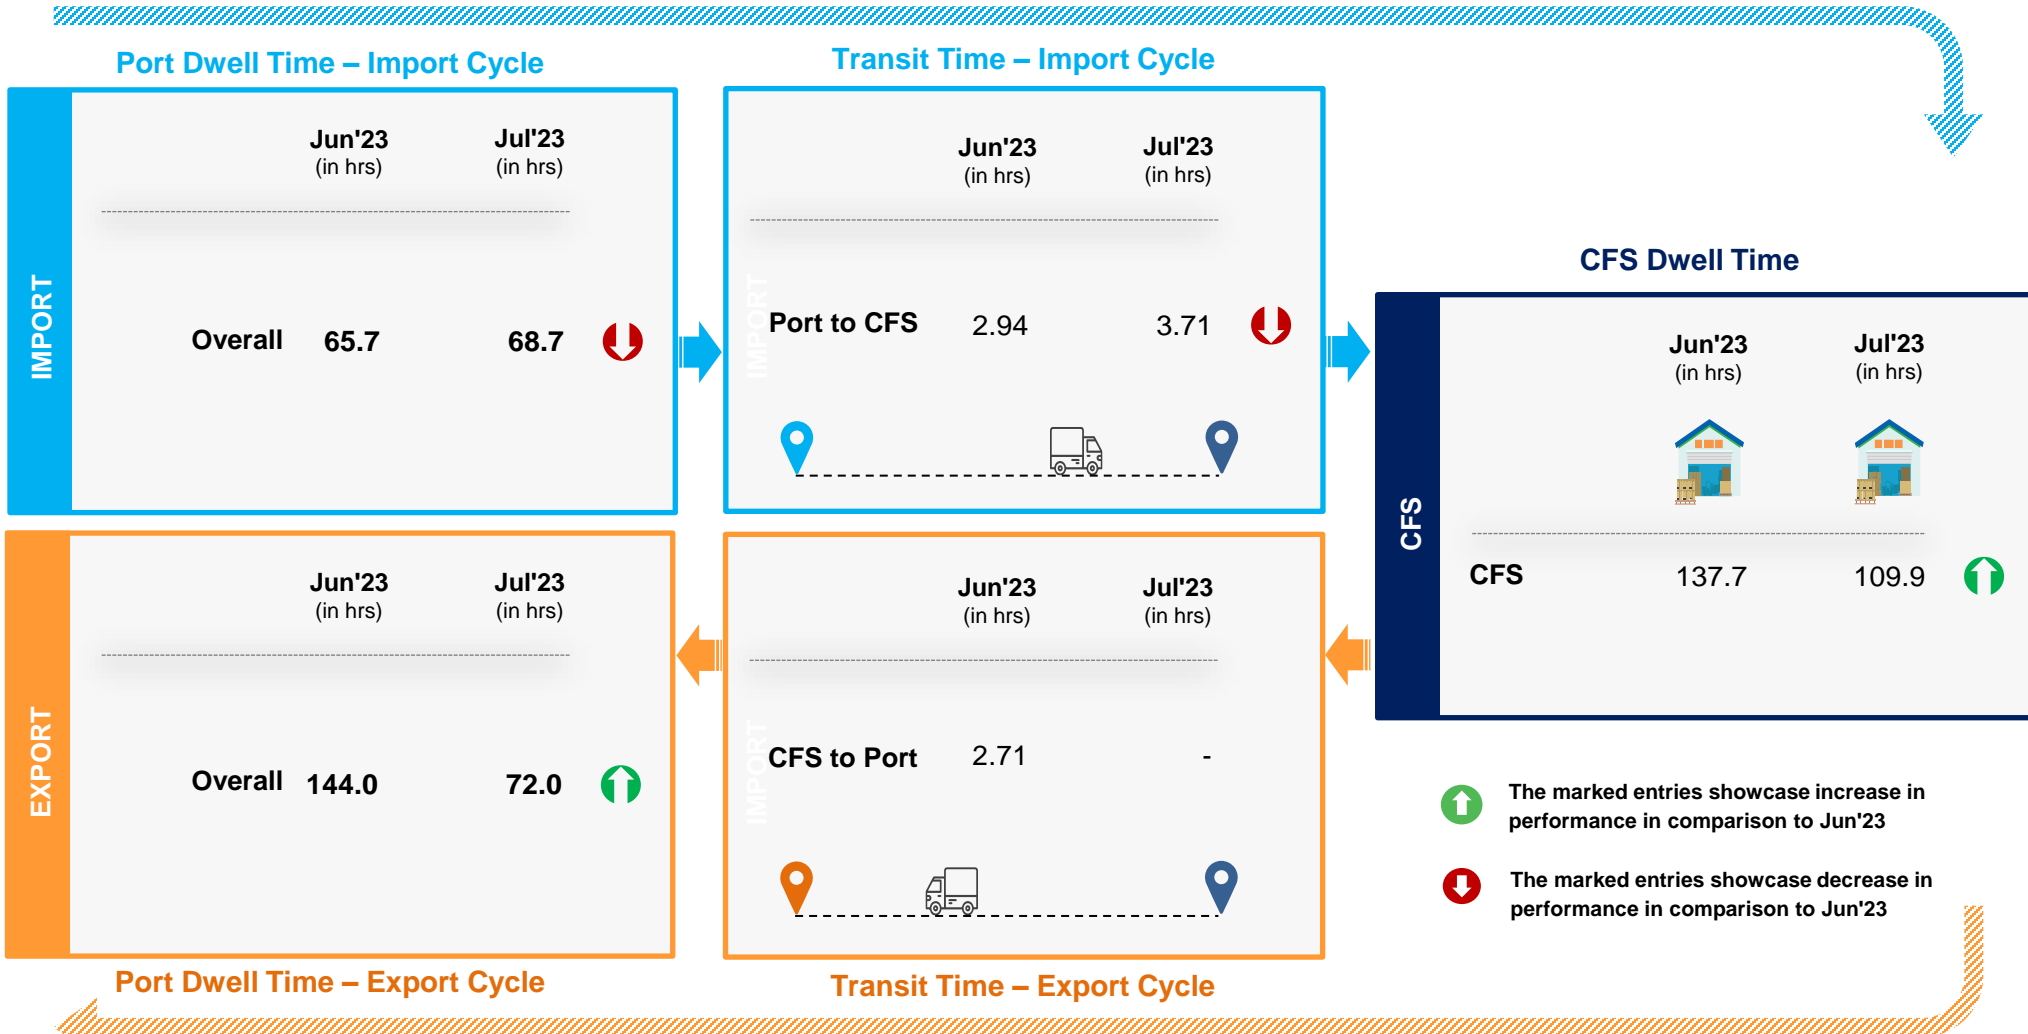 Port Dwell Time – Import Cycle
IMPORT
Jun'23 Jul'23
(in hrs) (in hrs)
Overall 65.7 68.7
Transit Time – Import Cycle
IMPORT
Jun'23 Jul'23
(in hrs) (in hrs)
Port to CFS 2.94 3.71
CFS Dwell Time
CFS
Jun'23 Jul'23
(in hrs) (in hrs)
CFS 137.7 109.9
EXPORT
Jun'23 Jul'23
(in hrs) (in hrs)
Overall 144.0 72.0
Port Dwell Time – Export Cycle
IMPORT
Jun'23 Jul'23
(in hrs) (in hrs)
CFS to Port 2.71 -
Transit Time – Export Cycle
The marked entries showcase increase in
performance in comparison to Jun'23
The marked entries showcase decrease in
performance in comparison to Jun'23